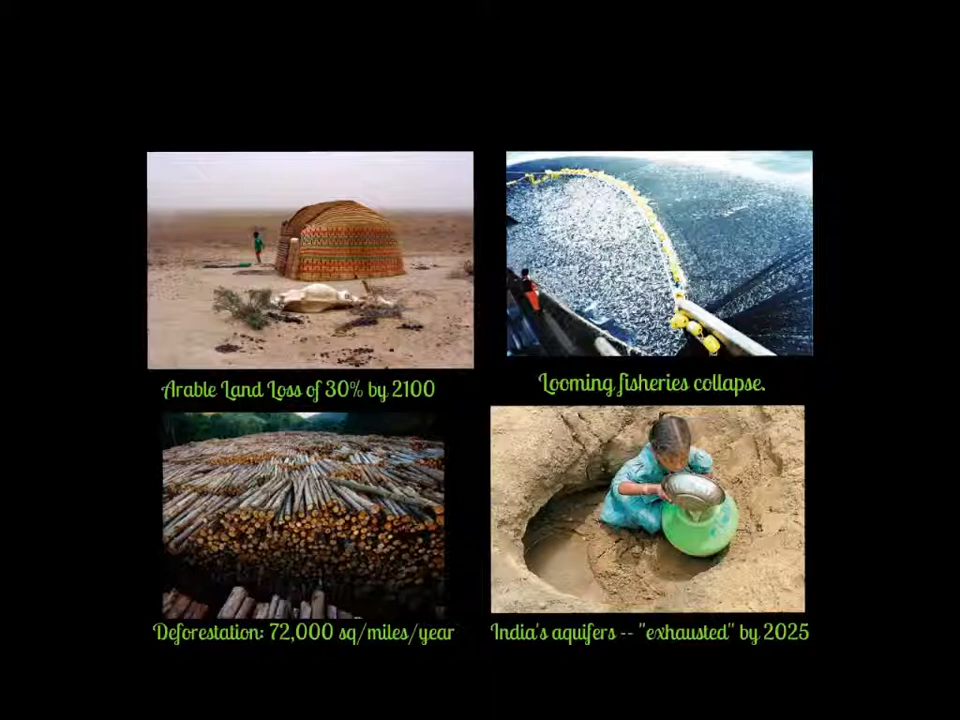 Arable Land Loss of 30% by 2100
Looming fisheries collapse.
Deforestation: 72,000 sq/miles/year
India's aquifers -- "exhausted" by 2025